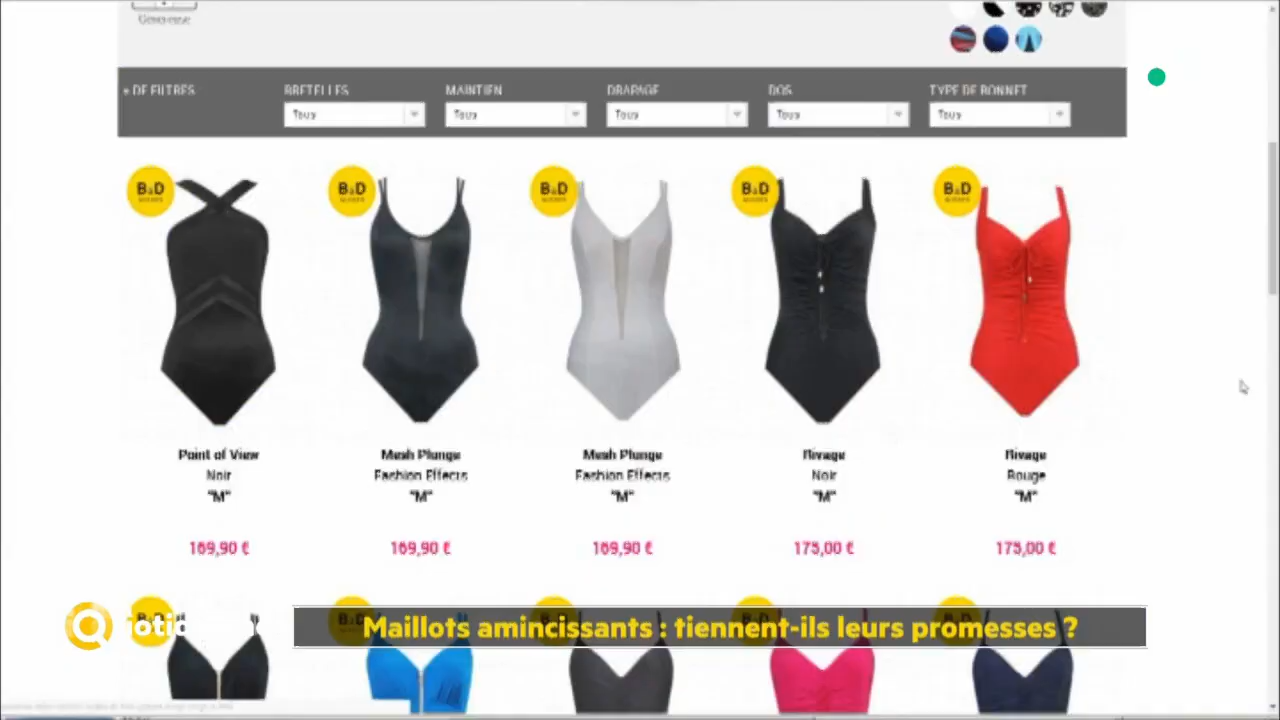 + DE FILTRES
BRETELLES
MAINTIEN
DRAPAGE
DOS
TYPE DE BONNET
Tous
Tous
Tous
Tous
Tous
B&D
B&D
B&D
B&D
B&D
Point of View
Noir
"M"
169,90 €
Mesh Plunge
Fashion Effects
"M"
169,90 €
Mesh Plunge
Fashion Effects
"M"
169,90 €
Rivage
Noir
"M"
175,00 €
Rivage
Rouge
"M"
175,00 €
Maillots amincissants : tiennent-ils leurs promesses ?